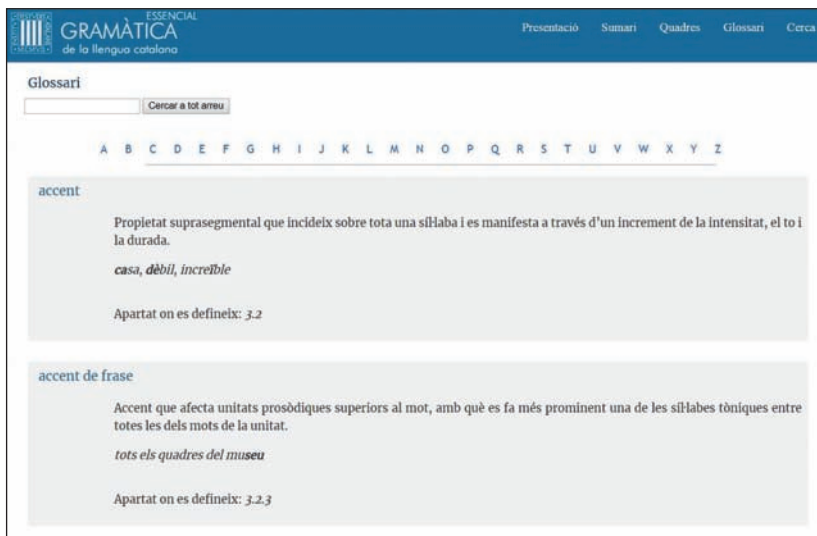 ESSENCIAL
GRAMÀTICA
de la llengua catalana
Presentació Sumari Quadres Glossari Cerca
Glossari
Cercar a tot arreu
A B C D E F G H I J K L M N O P Q R S T U V W X Y Z
accent
Propietat suprasegmental que incideix sobre tota una síl·laba i es manifesta a través d'un increment de la intensitat, el to i
la durada.
casa, dèbil, increïble
Apartat on es defineix: 3.2
accent de frase
Accent que afecta unitats prosòdiques superiors al mot, amb què es fa més prominent una de les síl·labes tòniques entre
totes les dels mots de la unitat.
tots els quadres del museu
Apartat on es defineix: 3.2.3